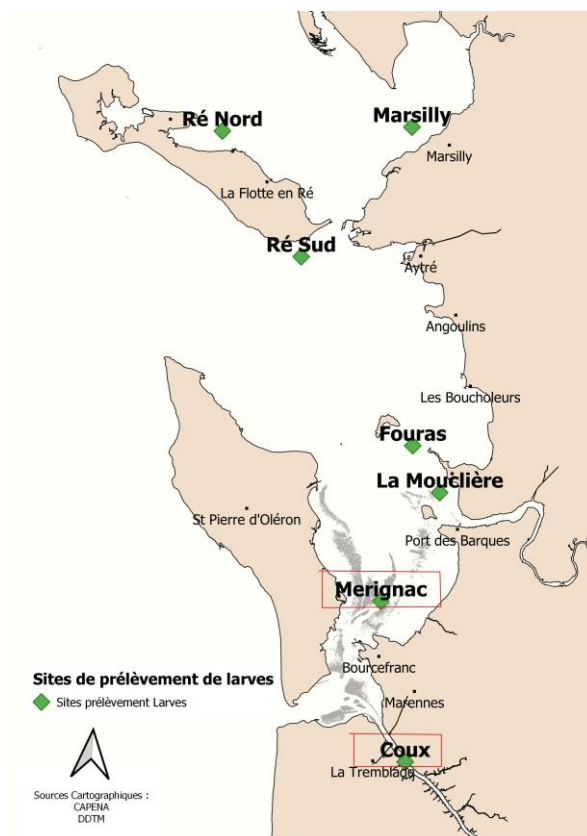 Ré Nord
Marsilly
Marsilly
La Flotte en Ré
Ré Sud
Aytré
Angoulins
Les Boucholeurs
Fouras
La Mouclière
St Pierre d'Oléron
Port des Barques
Merignac
Bourcefranc
Sites de prélèvement de larves
Sites prélèvement Larves
Marennes
Coux
La Tremblade
Sources Cartographiques :
CAPENA
DDTM